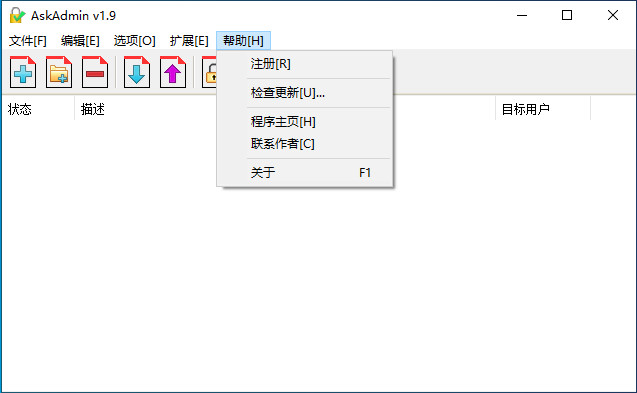 AskAdmin v1.9
文件[F] 编辑[E] 选项[O] 扩展[E] 帮助[H]
注册[R]
检查更新[U]...
程序主页[H]
联系作者[C]
关于 F1
状态 描述 目标用户